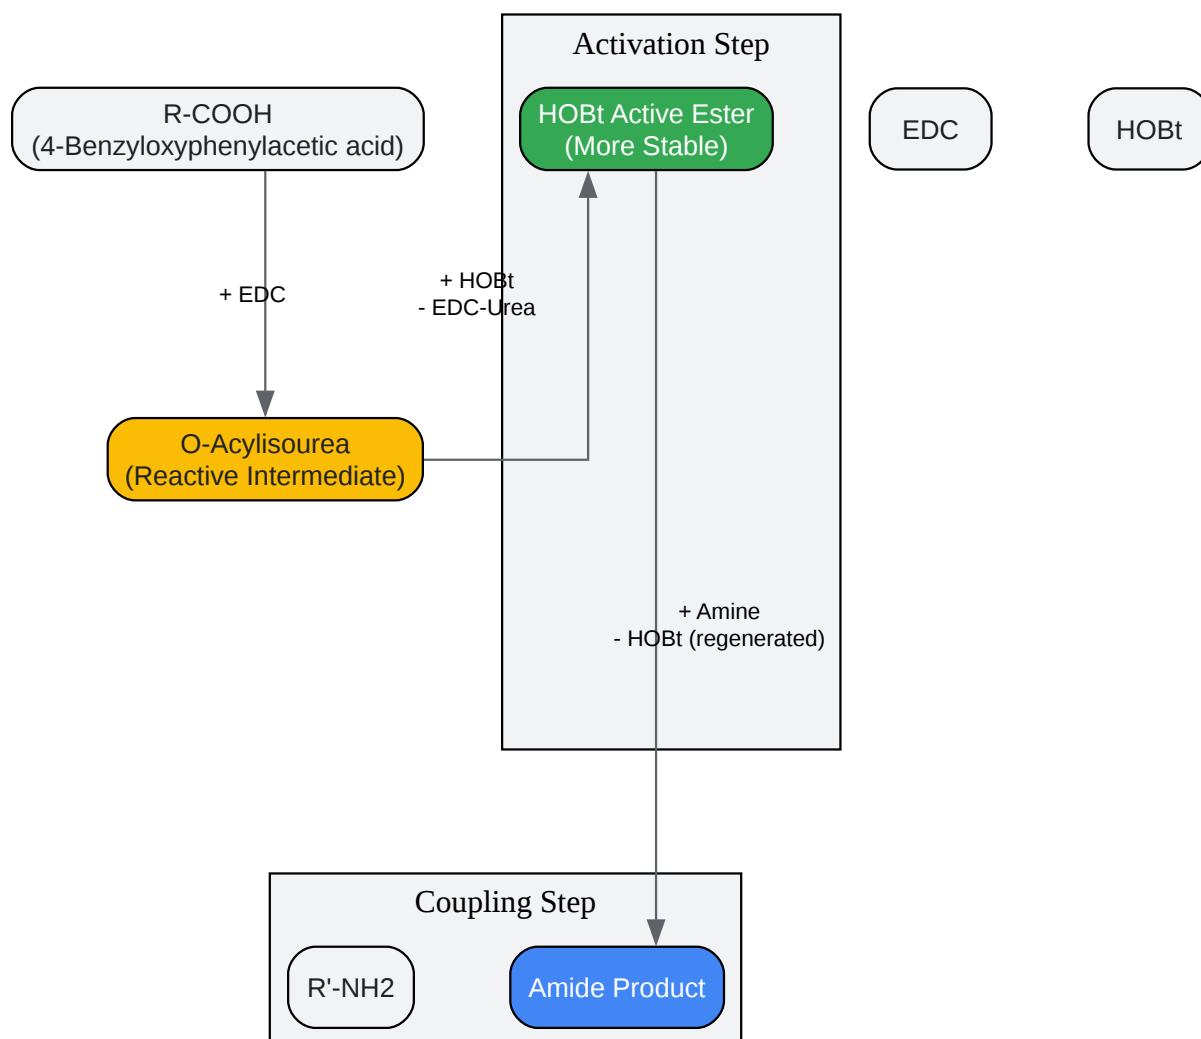 Activation Step
R-COOH
(4-Benzyloxyphenylacetic acid)
HOBt Active Ester
(More Stable)
EDC
HOBt
+ EDC
+ HOBt
- EDC-Urea
O-Acylisourea
(Reactive Intermediate)
+ Amine
- HOBt (regenerated)
Coupling Step
R'-NH2
Amide Product